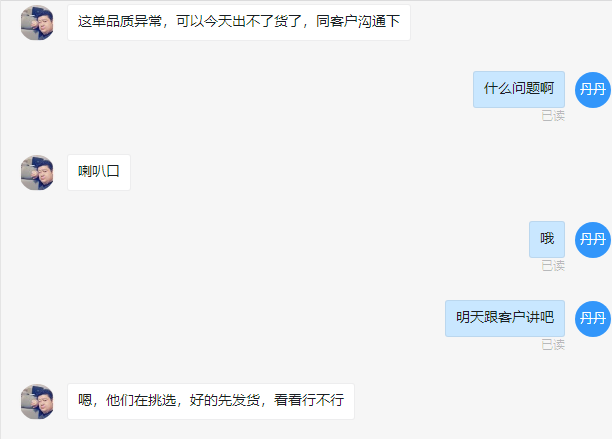 这单品质异常，可以今天出不了货了，同客户沟通下
什么问题啊
丹丹
已读
喇叭口
哦
丹丹
已读
明天跟客户讲吧
丹丹
已读
嗯，他们在挑选，好的先发货，看看行不行